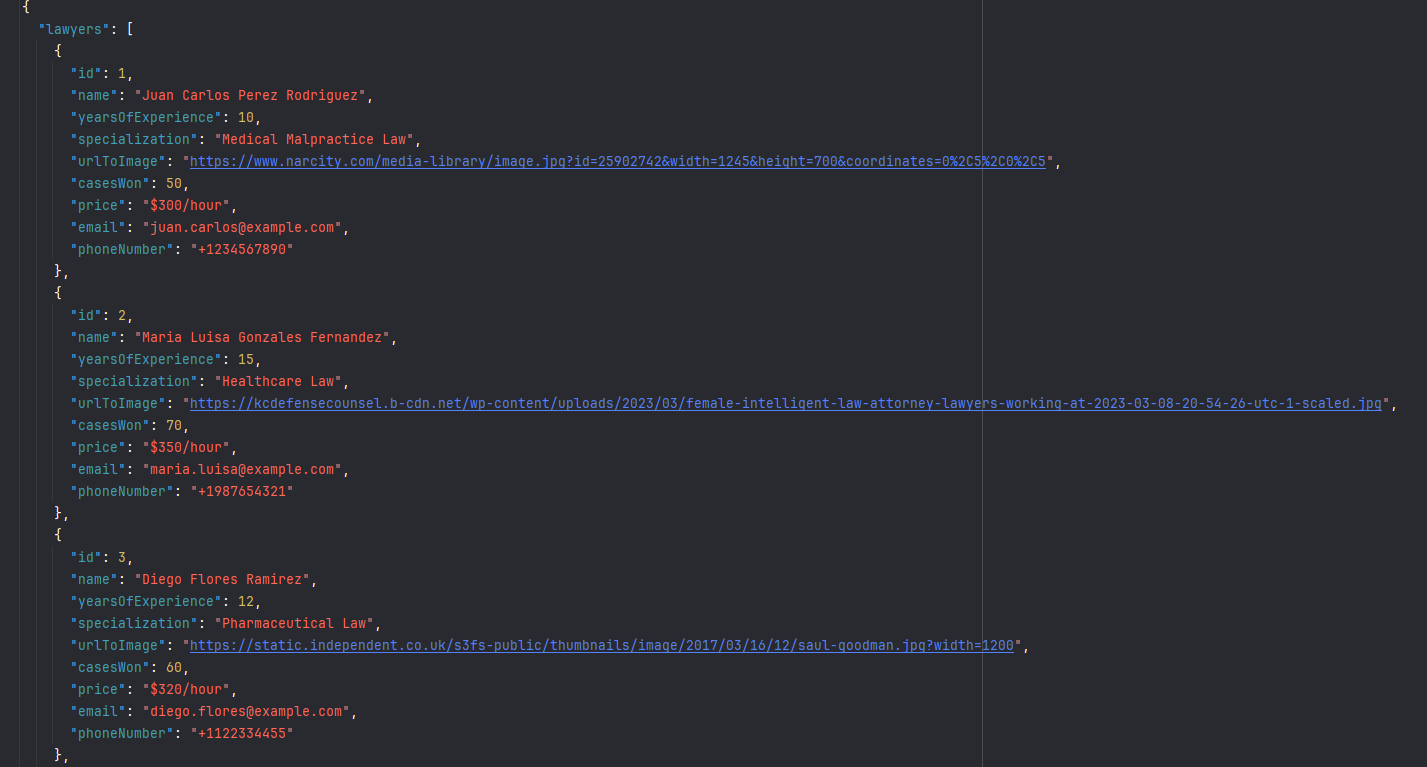 {
"lawyers": [
{
"id": 1,
"name": "Juan Carlos Perez Rodriguez",
"yearsOfExperience": 10,
"specialization": "Medical Malpractice Law",
"urlToImage": "https://www.narcity.com/media-library/image.jpg?id=25902742&width=1245&height=700&coordinates=0%2C5%2C0%2C5",
"casesWon": 50,
"price": "$300/hour",
"email": "juan.carlos@example.com",
"phoneNumber": "+1234567890"
},
{
"id": 2,
"name": "Maria Luisa Gonzales Fernandez",
"yearsOfExperience": 15,
"specialization": "Healthcare Law",
"urlToImage": "https://kcdefensecounsel.b-cdn.net/wp-content/uploads/2023/03/female-intelligent-law-attorney-lawyers-working-at-2023-03-08-20-54-26-utc-1-scaled.jpg",
"casesWon": 70,
"price": "$350/hour",
"email": "maria.luisa@example.com",
"phoneNumber": "+1987654321"
},
{
"id": 3,
"name": "Diego Flores Ramirez",
"yearsOfExperience": 12,
"specialization": "Pharmaceutical Law",
"urlToImage": "https://static.independent.co.uk/s3fs-public/thumbnails/image/2017/03/16/12/saul-goodman.jpg?width=1200",
"casesWon": 60,
"price": "$320/hour",
"email": "diego.flores@example.com",
"phoneNumber": "+1122334455"
},